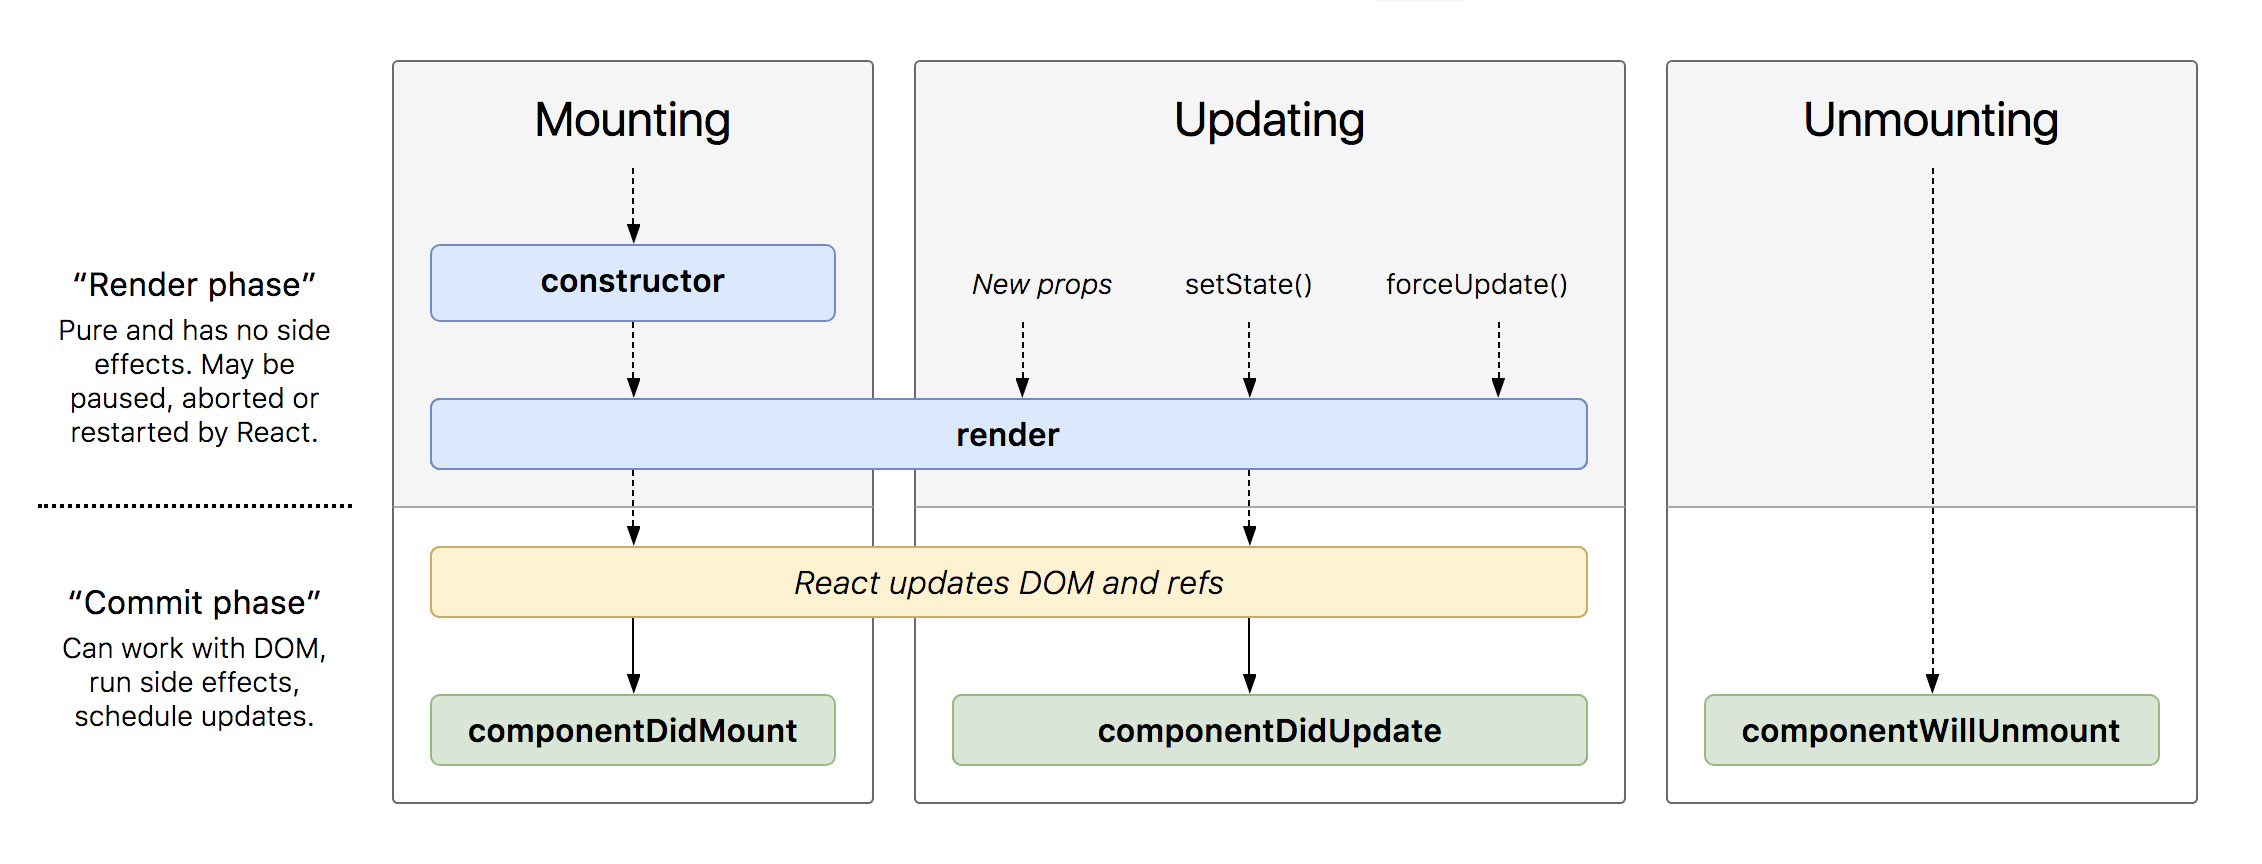 Mounting
Updating
Unmounting
“Render phase”
Pure and has no side
effects. May be
paused, aborted or
restarted by React.
constructor
New props
setState()
forceUpdate()
render
“Commit phase”
Can work with DOM,
run side effects,
schedule updates.
React updates DOM and refs
componentDidMount
componentDidUpdate
componentWillUnmount